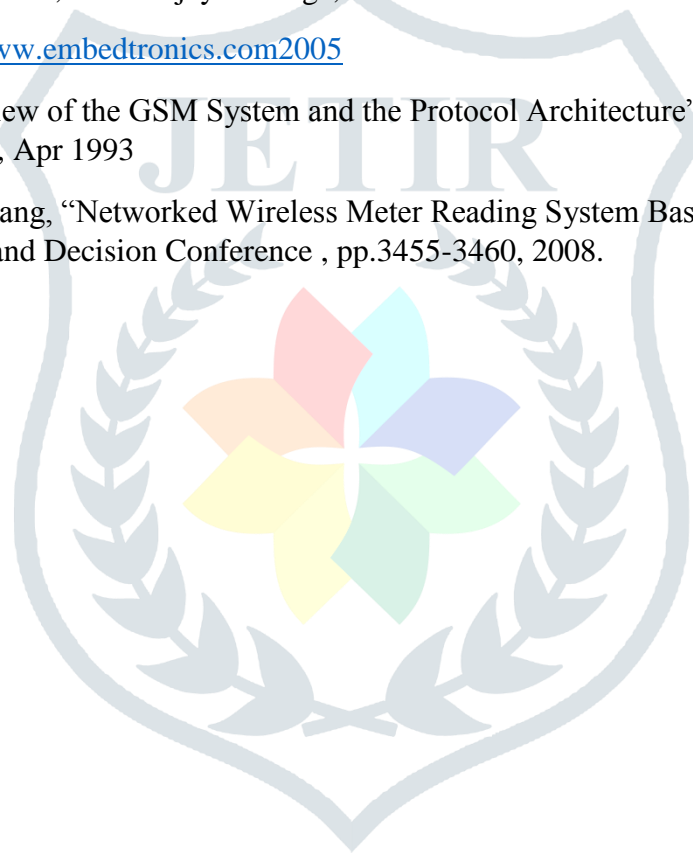 ww.embedtronics.com2005
iew of the GSM System and the Protocol Architecture”
, Apr 1993
JETIR
ang, “Networked Wireless Meter Reading System Bas
and Decision Conference , pp.3455-3460, 2008.